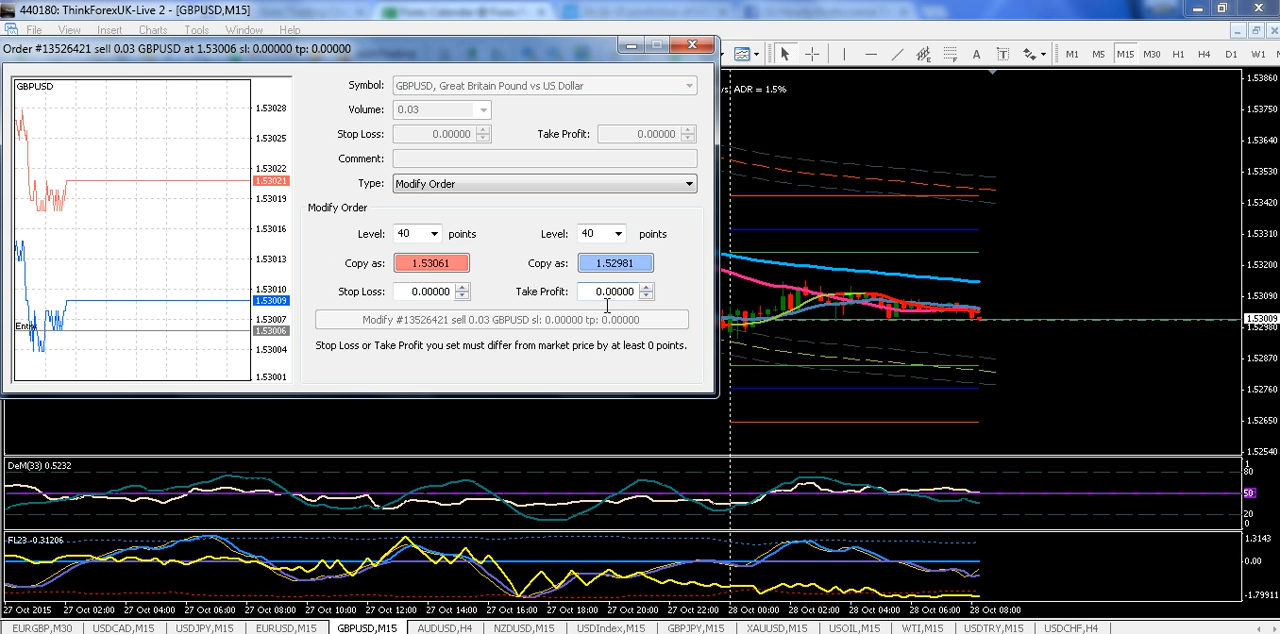 440180: ThinkForexUK-Live 2 - [GBPUSD,M15]
File View Insert Charts Tools Window Help
Order #13526421 sell 0.03 GBPUSD at 1.53006 sl: 0.00000 tp: 0.00000
M1 M5 M15 M30 H1 H4 D1 W1
GBPUSD
1.53028
1.53025
1.53022
1.53021
1.53019
1.53016
1.53013
1.53010
1.53009
1.53006
1.53004
1.53001
Symbol: GBPUSD, Great Britain Pound vs US Dollar
Volume: 0.03
Stop Loss: 0.00000 Take Profit: 0.00000
Comment:
Type: Modify Order
Modify Order
Level: 40 points Level: 40 points
Copy as: 1.53061 Copy as: 1.52981
Stop Loss: 0.00000 Take Profit: 0.00000
Modify #13526421 sell 0.03 GBPUSD sl: 0.00000 tp: 0.00000
Stop Loss or Take Profit you set must differ from market price by at least 0 points.
ADR = 1.5%
1.53860
1.53750
1.53640
1.53530
1.53420
1.53310
1.53200
1.53090
1.53009
1.52870
1.52760
1.52650
1.52540
DeM(33) 0.5232
80
50
20
0
FL23 -0.31206
1.3143
0.00
-1.79911
27 Oct 2015 27 Oct 02:00 27 Oct 04:00 27 Oct 06:00 27 Oct 08:00 27 Oct 10:00 27 Oct 12:00 27 Oct 14:00 27 Oct 16:00 27 Oct 18:00 27 Oct 20:00 27 Oct 22:00 28 Oct 00:00 28 Oct 02:00 28 Oct 04:00 28 Oct 06:00 28 Oct 08:00
EURGBP,M30 USDCAD,M15 USDJPY,M15 EURUSD,M15 GBPUSD,M15 AUDUSD,H4 NZDUSD,M15 USDIndex,M15 GBPJPY,M15 XAUUSD,M15 USOIL,M15 WTI,M15 USDTRY,M15 USDCHF,H4